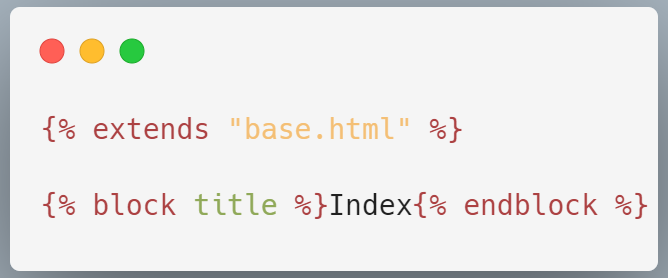 {% extends "base.html" %}
{% block title %}Index{% endblock %}